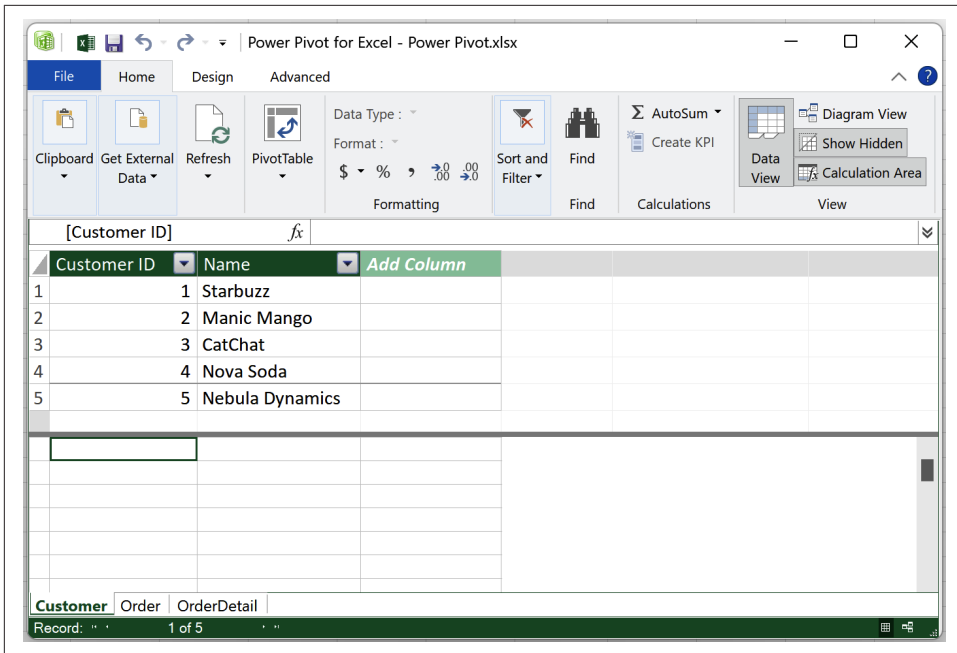 Power Pivot for Excel - Power Pivot.xlsx
File Home Design Advanced ?
Clipboard
Get External Data
Refresh
PivotTable
Data Type :
Format :
$ % , .00 .0
Formatting
Sort and Filter
Find
Find
Σ AutoSum
Create KPI
Calculations
Data View
Diagram View
Show Hidden
Calculation Area
View
[Customer ID] fx
Customer ID Name Add Column
1 1 Starbuzz
2 2 Manic Mango
3 3 CatChat
4 4 Nova Soda
5 5 Nebula Dynamics
Customer Order OrderDetail
Record: 1 of 5